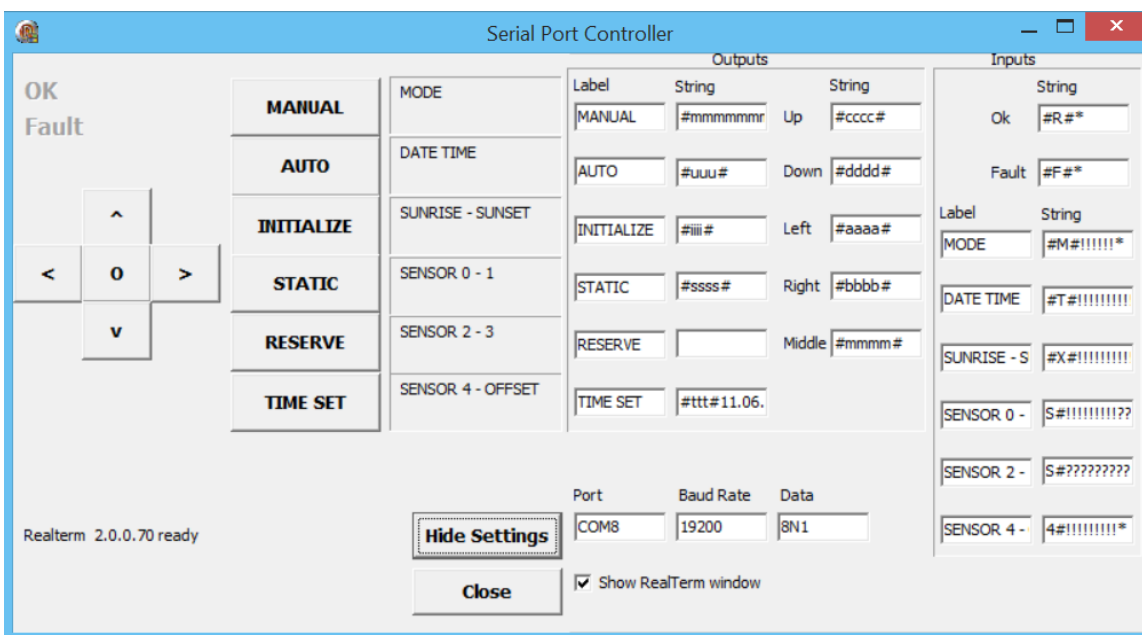 Serial Port Controller
OK
Fault
^
< O >
v
MANUAL
AUTO
INITIALIZE
STATIC
RESERVE
TIME SET
MODE
DATE TIME
SUNRISE - SUNSET
SENSOR 0 - 1
SENSOR 2 - 3
SENSOR 4 - OFFSET
Outputs
Label String String
MANUAL Up #cccc#
AUTO #uuu# Down #dddd#
INITIALIZE #iiii# Left #aaaa#
STATIC #ssss# Right #bbbb#
RESERVE Middle #mmmm#
TIME SET #ttt#11.06.
Inputs
String
Ok #R#*
Fault #F#*
Label String
MODE #M#!!!!!!*
DATE TIME #T#!!!!!!!!!!
SUNRISE - S #X#!!!!!!!!!!
SENSOR 0 - S#!!!!!!!!!??
SENSOR 2 - S#?????????
SENSOR 4 - 4#!!!!!!!!!*
Port Baud Rate Data
COM8 19200 8N1
Realterm 2.0.0.70 ready
Hide Settings
Close
Show RealTerm window